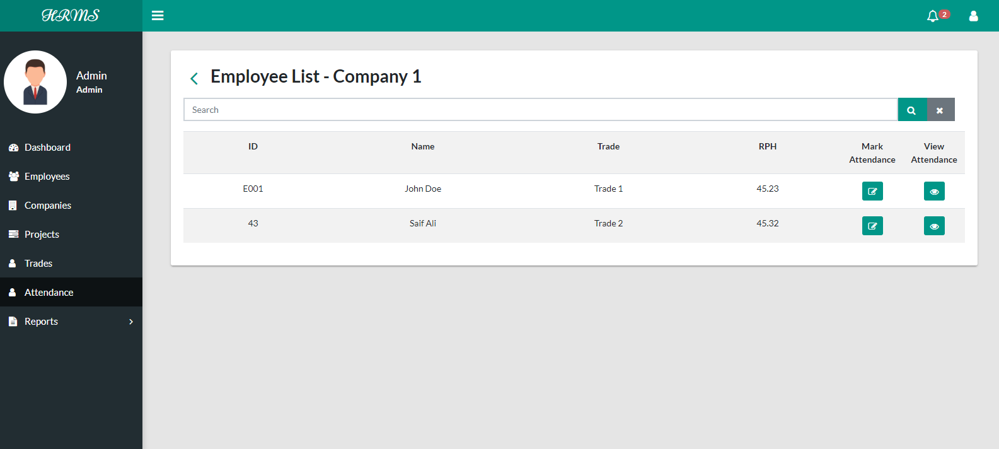 HRMS
2
Admin
Admin
Dashboard
Employees
Companies
Projects
Trades
Attendance
Reports
Employee List - Company 1
Search
ID Name Trade RPH Mark Attendance View Attendance
E001 John Doe Trade 1 45.23
43 Saif Ali Trade 2 45.32